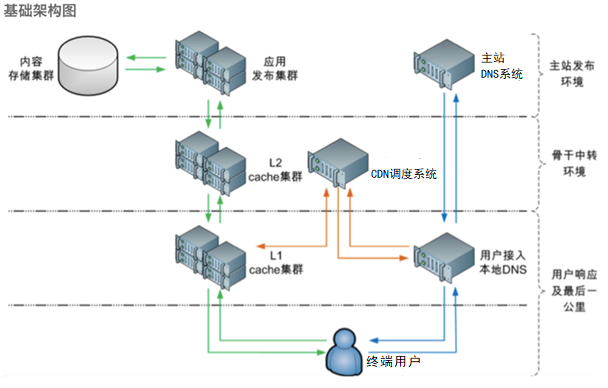 基础架构图
内容
存储集群
应用
发布集群
主站
DNS系统
主站发布
环境
L2
cache集群
CDN调度系统
骨干中转
环境
L1
cache集群
用户接入
本地DNS
用户响应
及最后一
公里
终端用户